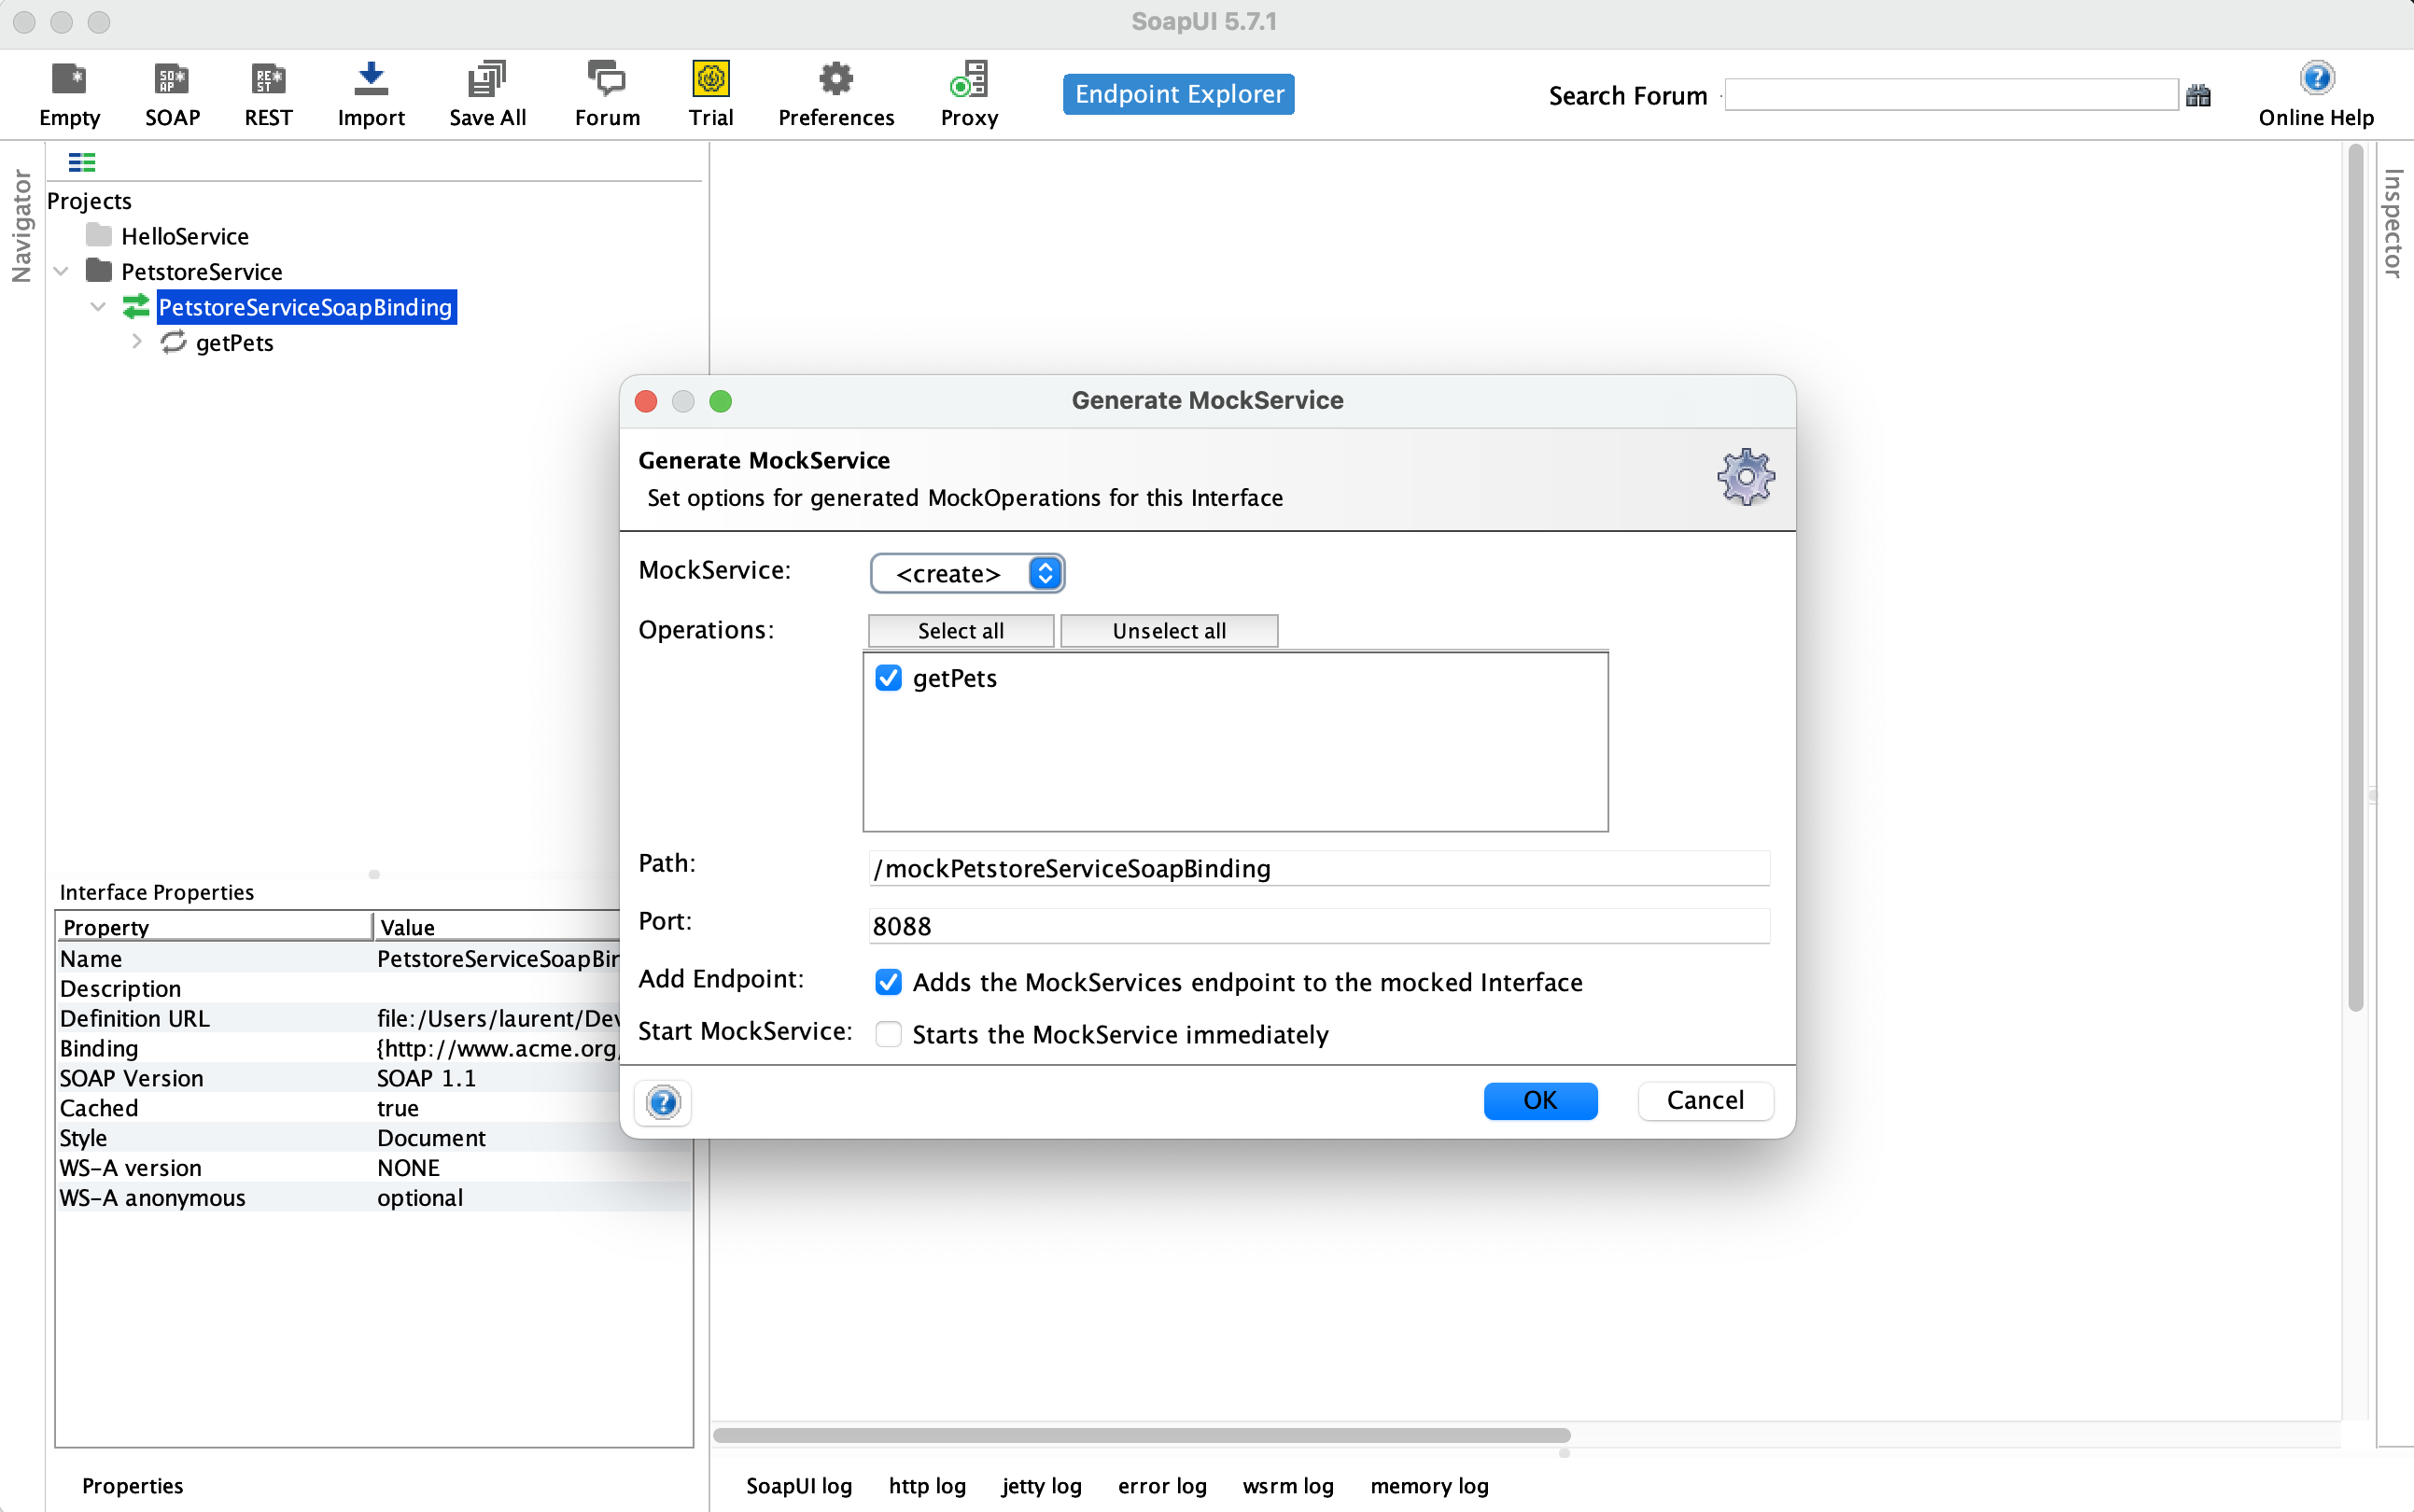 SoapUI 5.7.1
Empty SOAP REST Import Save All Forum Trial Preferences Proxy Endpoint Explorer Search Forum Online Help
Navigator
Inspector
Projects
HelloService
PetstoreService
PetstoreServiceSoapBinding
getPets
Generate MockService
Generate MockService
Set options for generated MockOperations for this Interface
MockService: <create>
Operations: Select all Unselect all
getPets
Path: /mockPetstoreServiceSoapBinding
Port: 8088
Add Endpoint: Adds the MockServices endpoint to the mocked Interface
Start MockService: Starts the MockService immediately
OK Cancel
Interface Properties
Property Value
Name PetstoreServiceSoapBin
Description
Definition URL file:/Users/laurent/Dev
Binding {http://www.acme.org/
SOAP Version SOAP 1.1
Cached true
Style Document
WS-A version NONE
WS-A anonymous optional
Properties
SoapUI log http log jetty log error log wsrm log memory log